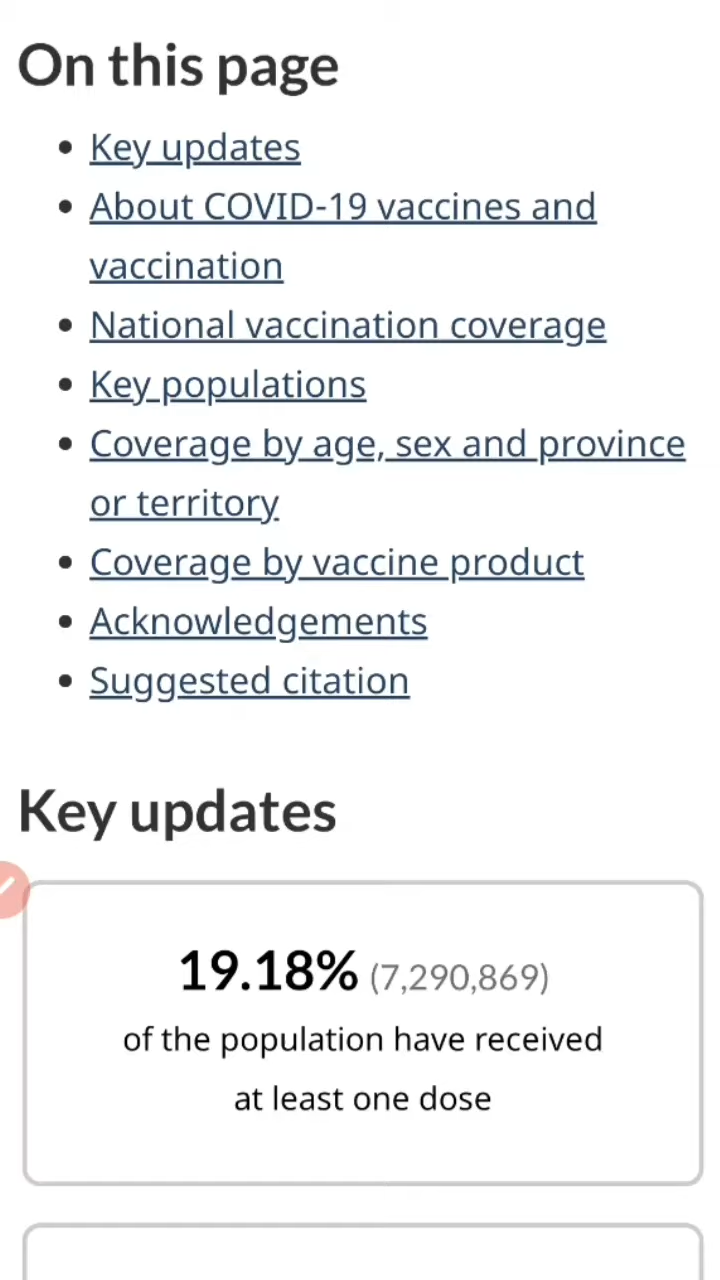 On this page
Key updates
About COVID-19 vaccines and
vaccination
National vaccination coverage
Key populations
Coverage by age, sex and province
or territory
Coverage by vaccine product
Acknowledgements
Suggested citation
Key updates
19.18% (7,290,869)
of the population have received
at least one dose